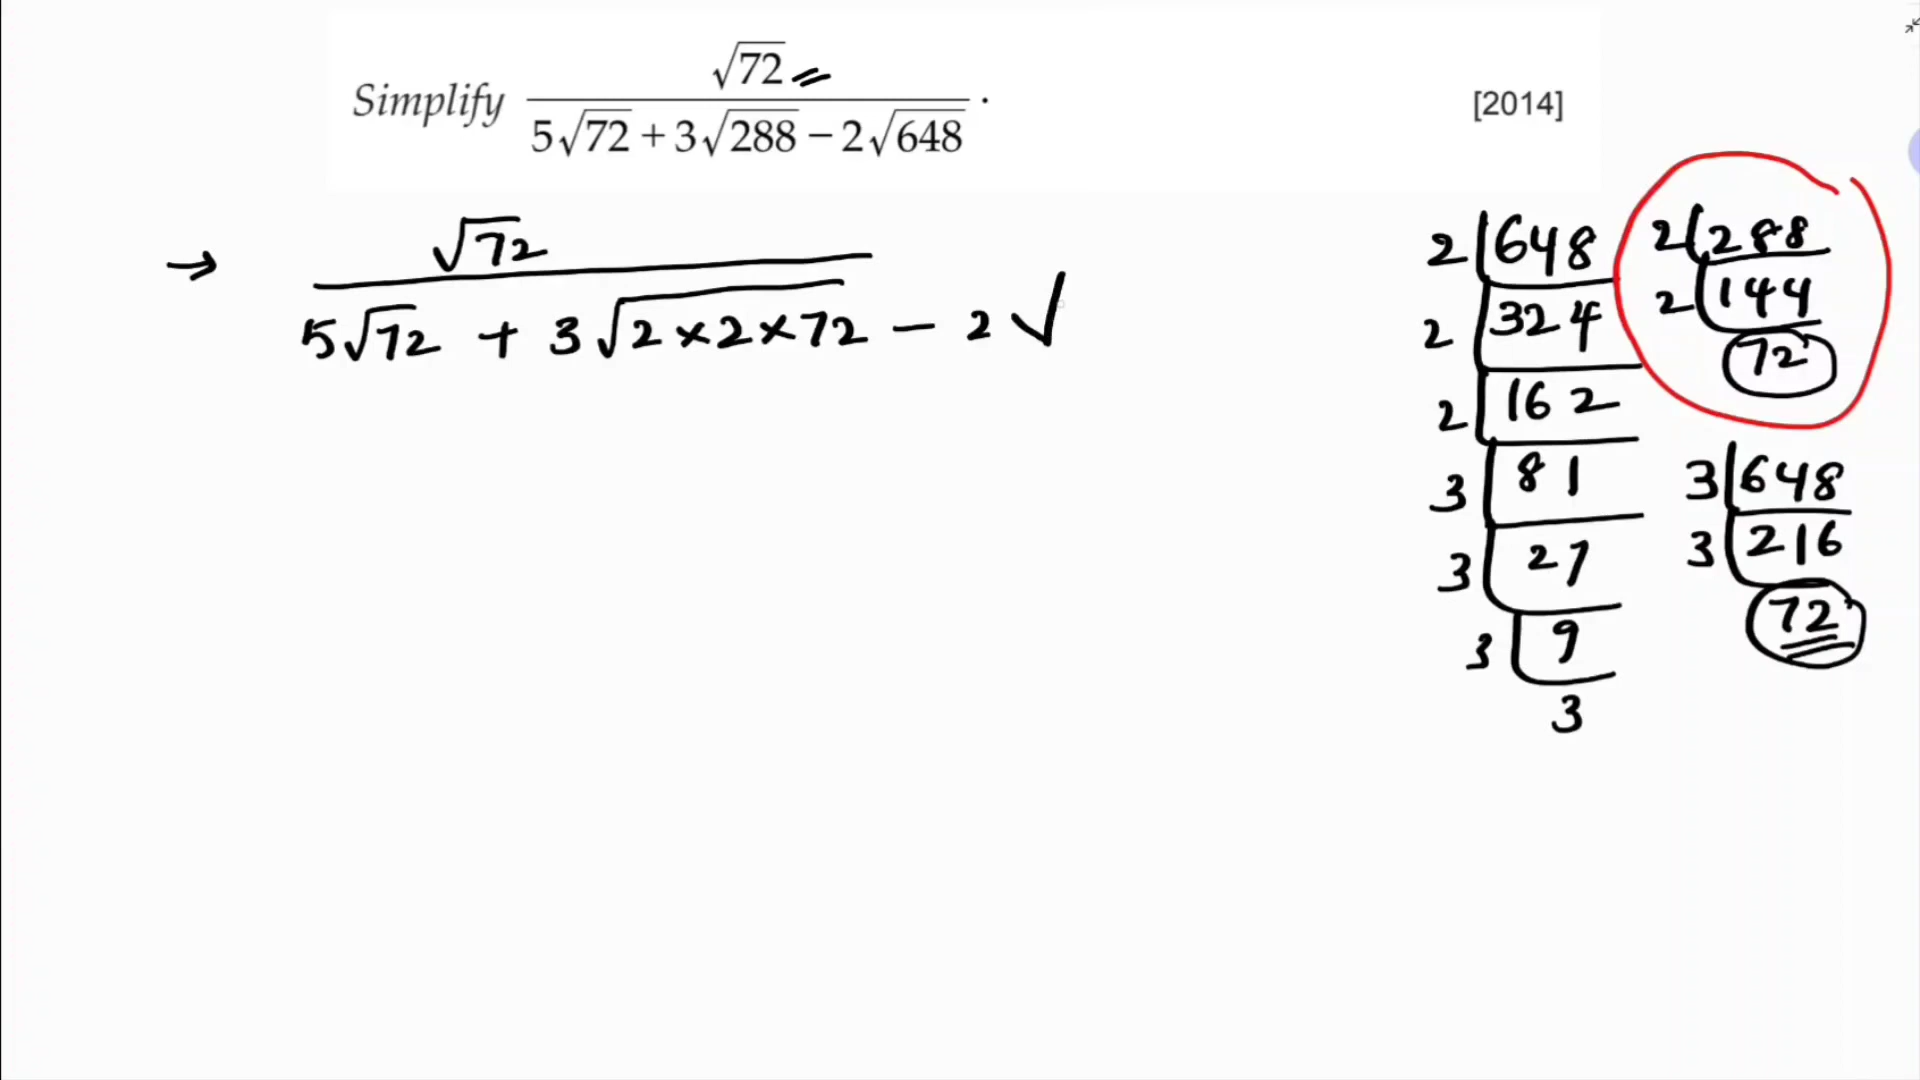 Simplify √72 / (5√72 + 3√288 − 2√648) . [2014]
=
→ √72 / (5√72 + 3√(2×2×72) − 2√
2 | 648
2 | 324
2 | 162
3 | 81
3 | 27
3 | 9
3
2 | 288
2 | 144
72
3 | 648
3 | 216
72